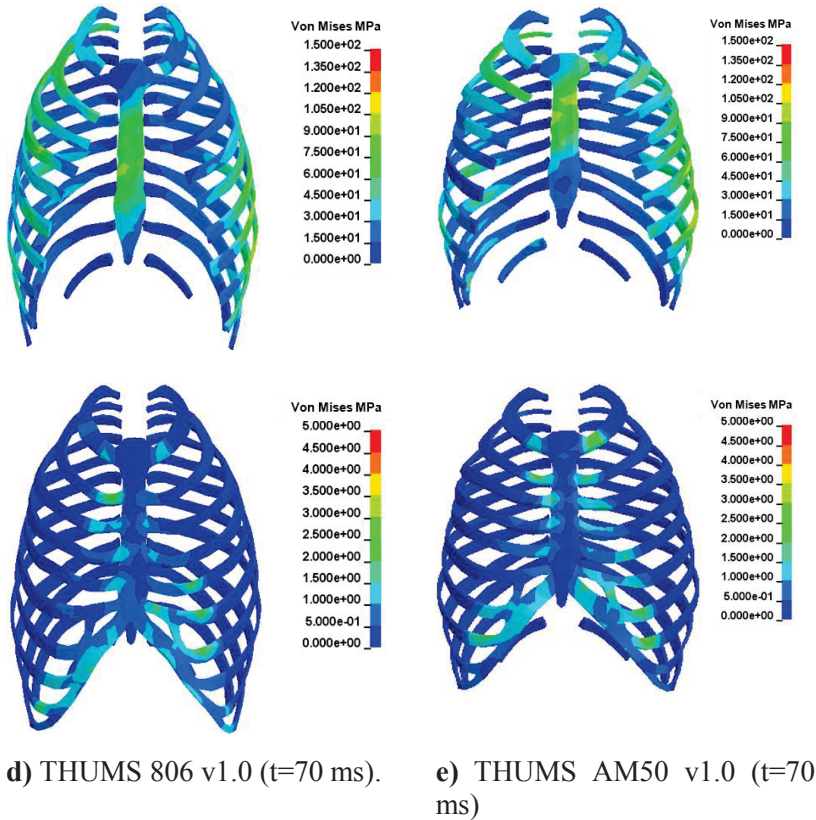 Von Mises MPa
1.500e+02
1.350e+02
1.200e+02
1.050e+02
9.000e+01
7.500e+01
6.000e+01
4.500e+01
3.000e+01
1.500e+01
0.000e+00
Von Mises MPa
1.500e+02
1.350e+02
1.200e+02
1.050e+02
9.000e+01
7.500e+01
6.000e+01
4.500e+01
3.000e+01
1.500e+01
0.000e+00
Von Mises MPa
5.000e+00
4.500e+00
4.000e+00
3.500e+00
3.000e+00
2.500e+00
2.000e+00
1.500e+00
1.000e+00
5.000e-01
0.000e+00
Von Mises MPa
5.000e+00
4.500e+00
4.000e+00
3.500e+00
3.000e+00
2.500e+00
2.000e+00
1.500e+00
1.000e+00
5.000e-01
0.000e+00
d) THUMS 806 v1.0 (t=70 ms).
e) THUMS AM50 v1.0 (t=70
ms)